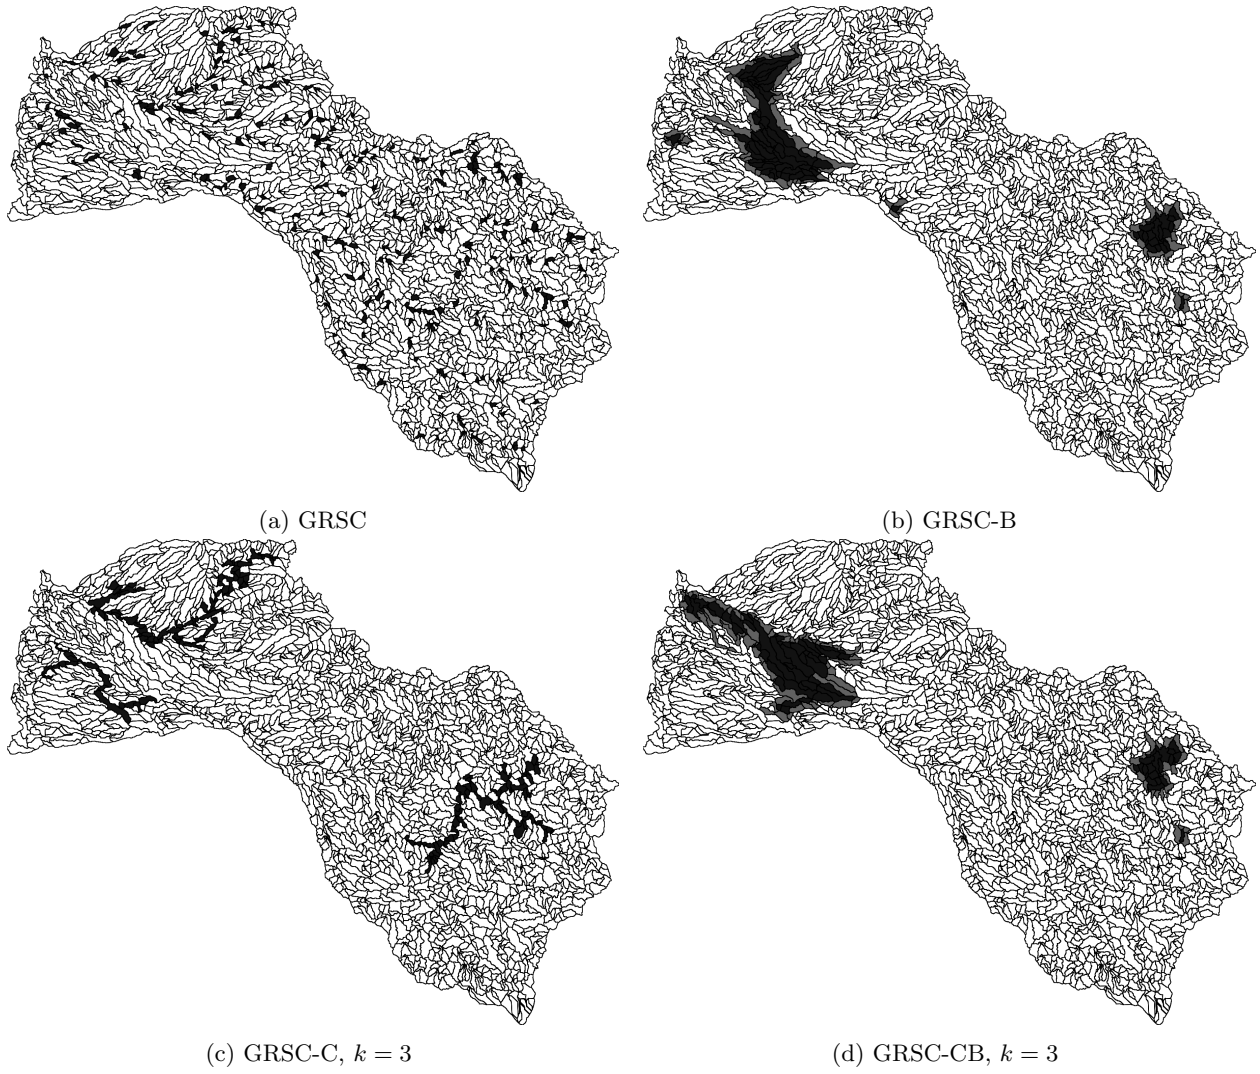 (a) GRSC
(b) GRSC-B
(c) GRSC-C, k = 3
(d) GRSC-CB, k = 3